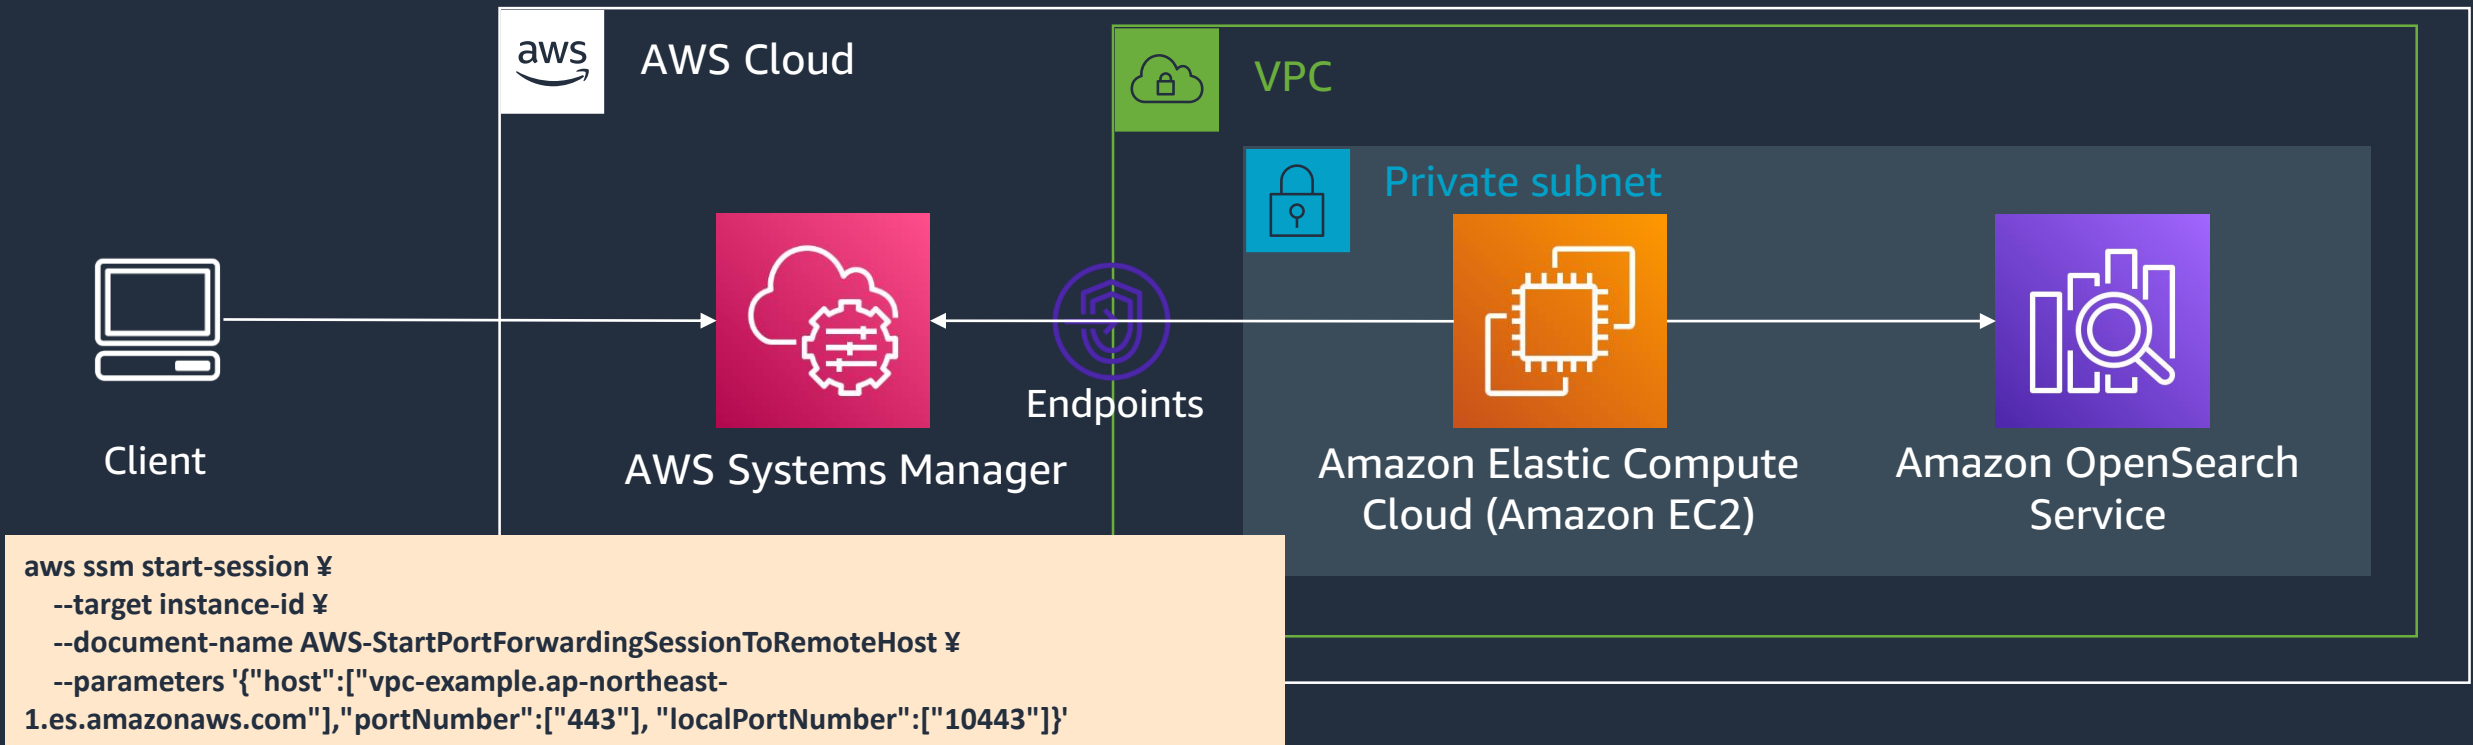 aws
AWS Cloud
VPC
Private subnet
Endpoints
Client
AWS Systems Manager
Amazon Elastic Compute
Cloud (Amazon EC2)
Amazon OpenSearch
Service
aws ssm start-session ¥
--target instance-id ¥
--document-name AWS-StartPortForwardingSessionToRemoteHost ¥
--parameters '{"host":["vpc-example.ap-northeast-
1.es.amazonaws.com"],"portNumber":["443"], "localPortNumber":["10443"]}'